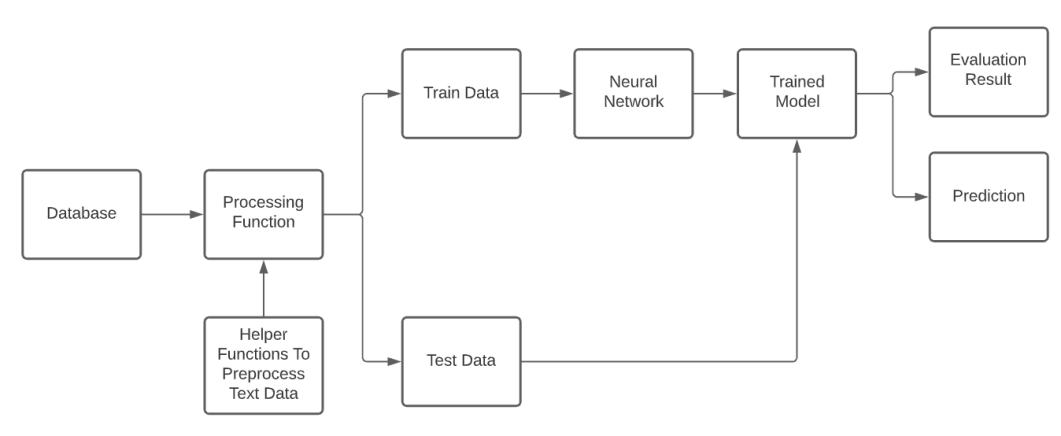 Database
Processing
Function
Helper
Functions To
Preprocess
Text Data
Train Data
Test Data
Neural
Network
Trained
Model
Evaluation
Result
Prediction